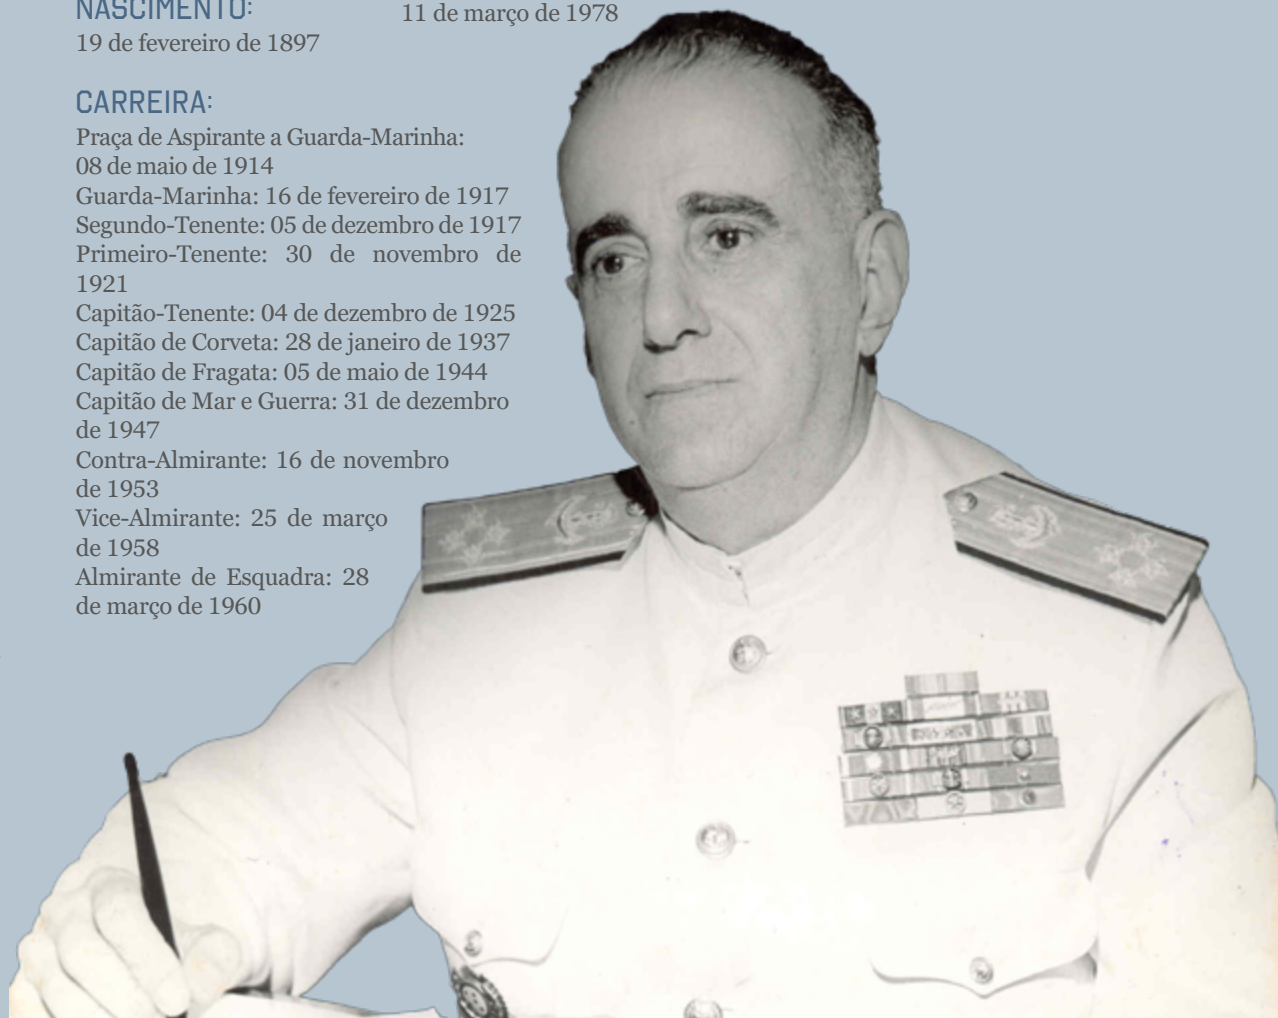 NASCIMENTO:
19 de fevereiro de 1897
11 de março de 1978
CARREIRA:
Praça de Aspirante a Guarda-Marinha:
08 de maio de 1914
Guarda-Marinha: 16 de fevereiro de 1917
Segundo-Tenente: 05 de dezembro de 1917
Primeiro-Tenente: 30 de novembro de
1921
Capitão-Tenente: 04 de dezembro de 1925
Capitão de Corveta: 28 de janeiro de 1937
Capitão de Fragata: 05 de maio de 1944
Capitão de Mar e Guerra: 31 de dezembro
de 1947
Contra-Almirante: 16 de novembro
de 1953
Vice-Almirante: 25 de março
de 1958
Almirante de Esquadra: 28
de março de 1960